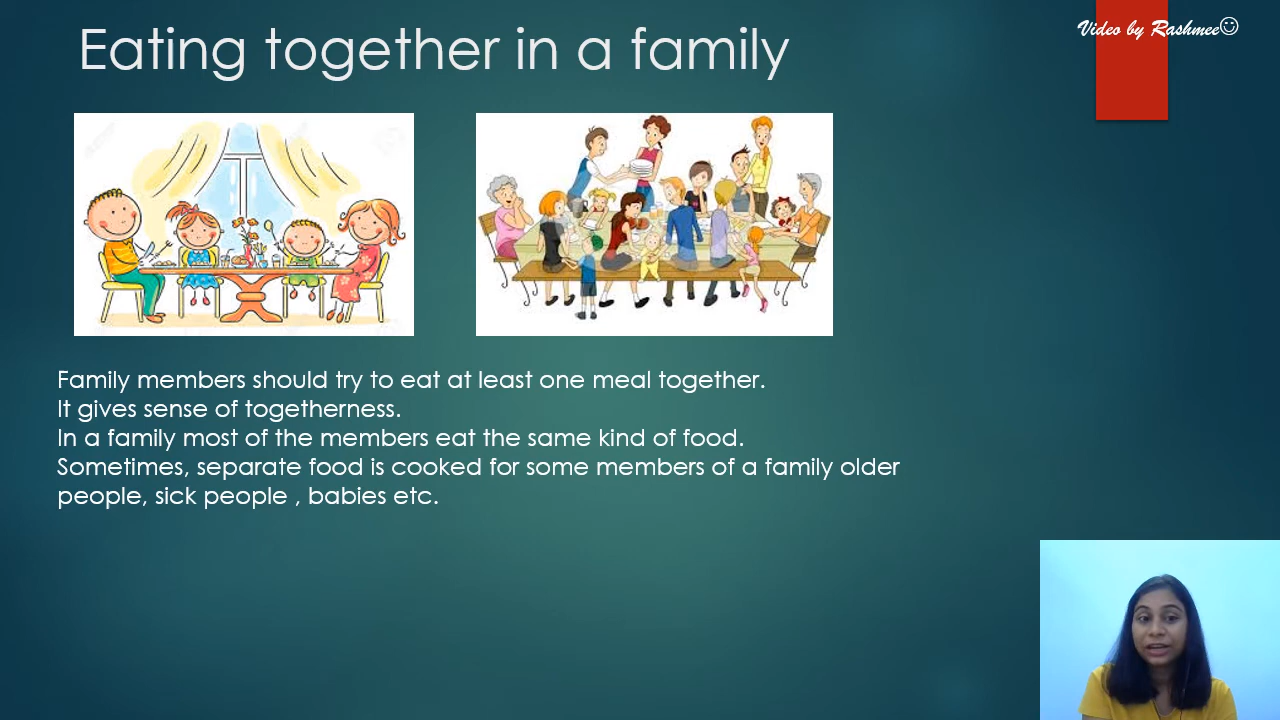 Eating together in a family
Video by Rashmee☺
Family members should try to eat at least one meal together.
It gives sense of togetherness.
In a family most of the members eat the same kind of food.
Sometimes, separate food is cooked for some members of a family older
people, sick people , babies etc.